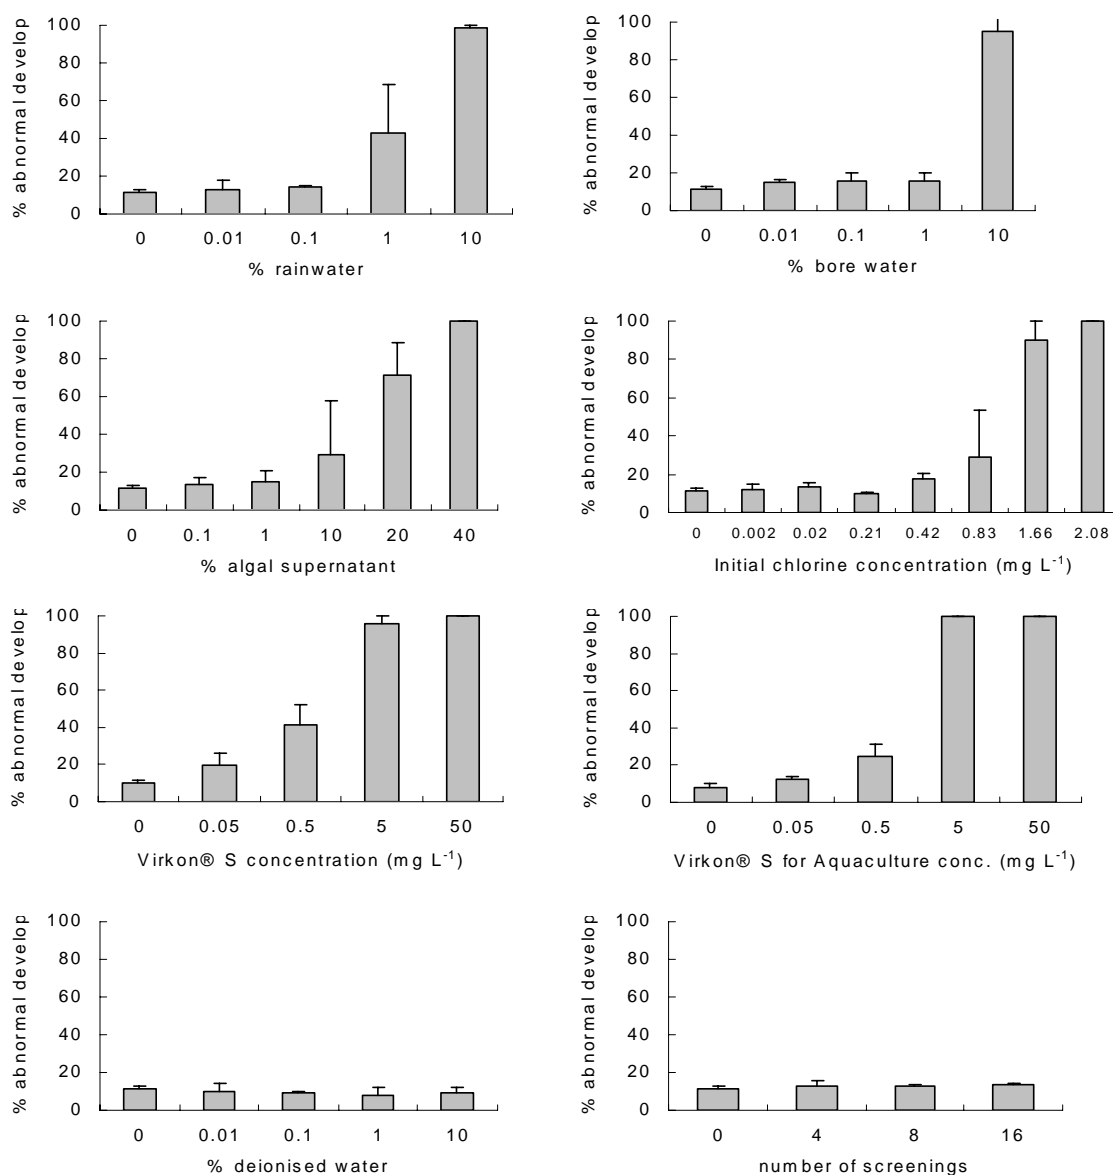 % abnormal develop
100
80
60
40
20
0
0 0.01 0.1 1 10
% rainwater
% abnormal develop
100
80
60
40
20
0
0 0.01 0.1 1 10
% bore water
% abnormal develop
100
80
60
40
20
0
0 0.1 1 10 20 40
% algal supernatant
% abnormal develop
100
80
60
40
20
0
0 0.002 0.02 0.21 0.42 0.83 1.66 2.08
Initial chlorine concentration (mg L⁻¹)
% abnormal develop
100
80
60
40
20
0
0 0.05 0.5 5 50
Virkon® S concentration (mg L⁻¹)
% abnormal develop
100
80
60
40
20
0
0 0.05 0.5 5 50
Virkon® S for Aquaculture conc. (mg L⁻¹)
% abnormal develop
100
80
60
40
20
0
0 0.01 0.1 1 10
% deionised water
% abnormal develop
100
80
60
40
20
0
0 4 8 16
number of screenings